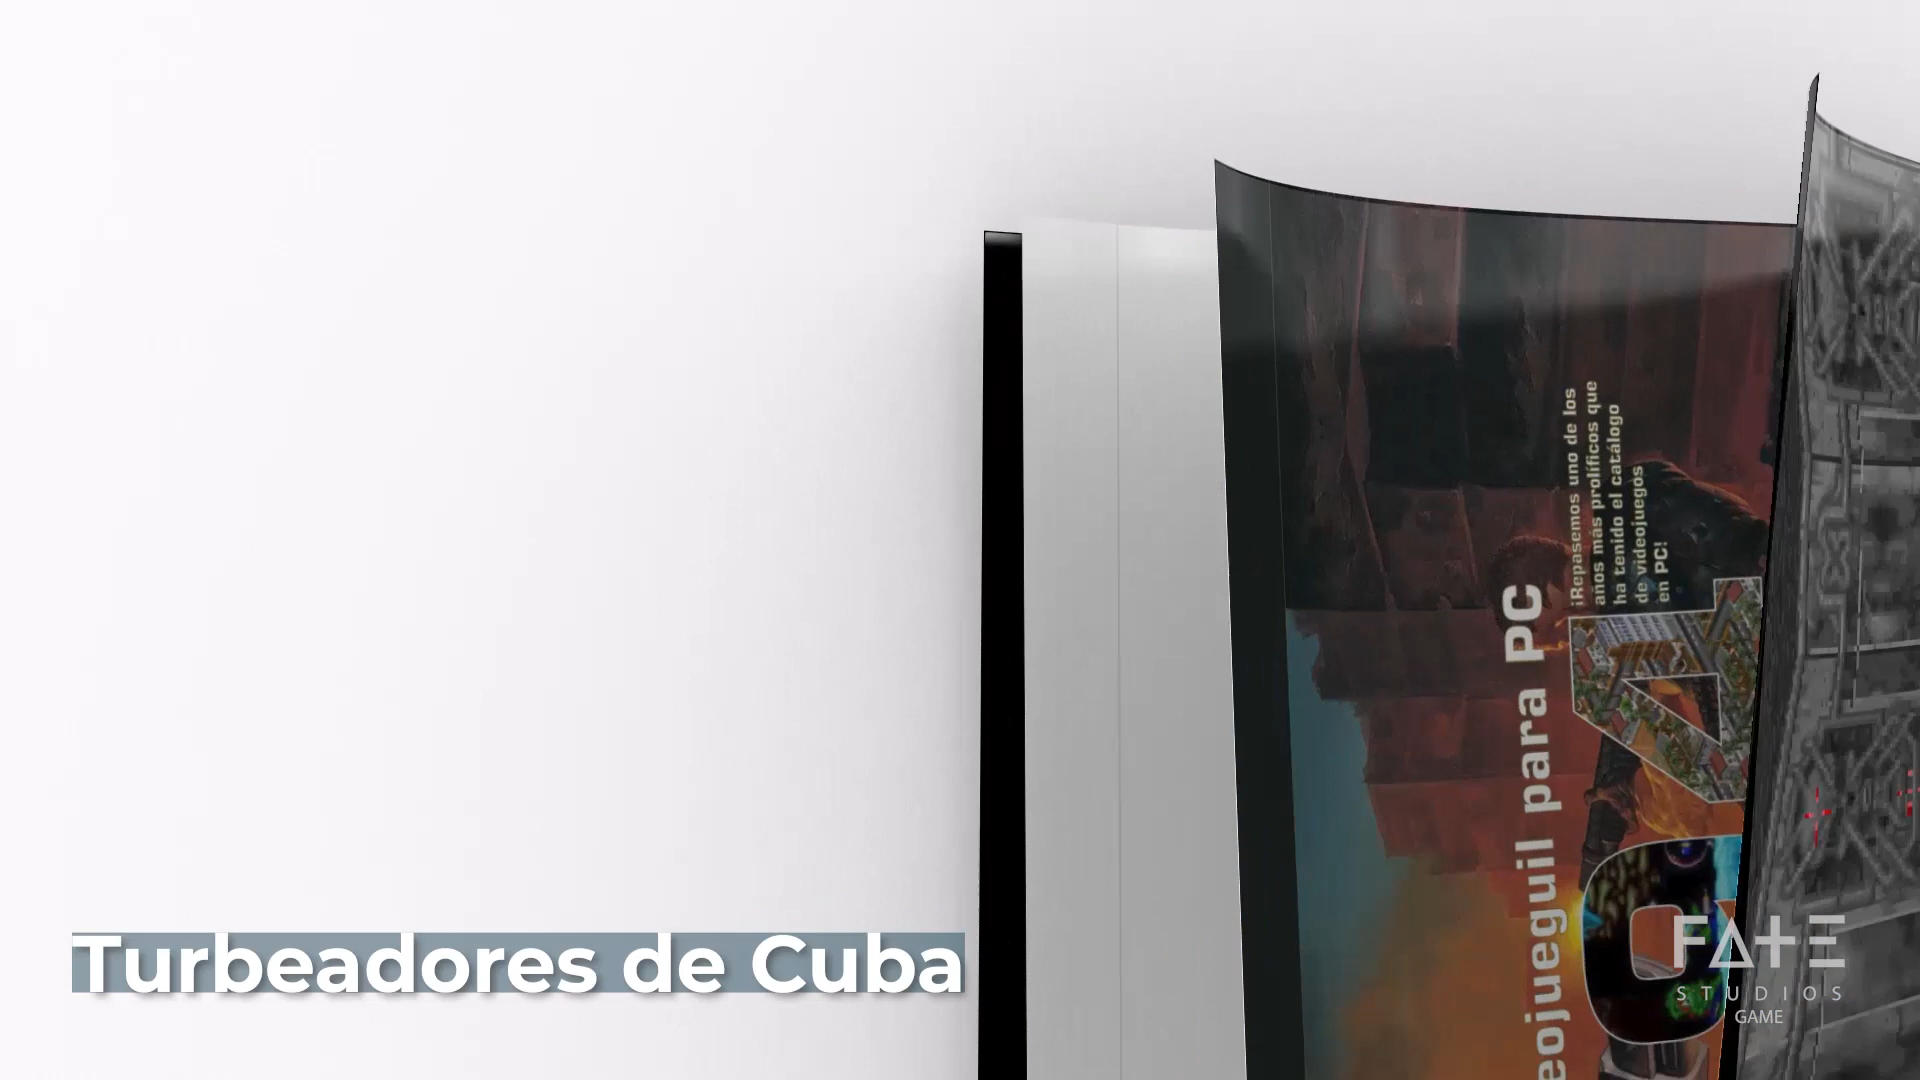 Turbeadores de Cuba
¡Repasemos uno de los
años más prolíficos que
ha tenido el catálogo
de videojuegos
en PC!
eojueguil para PC
FATE
STUDIOS
GAME